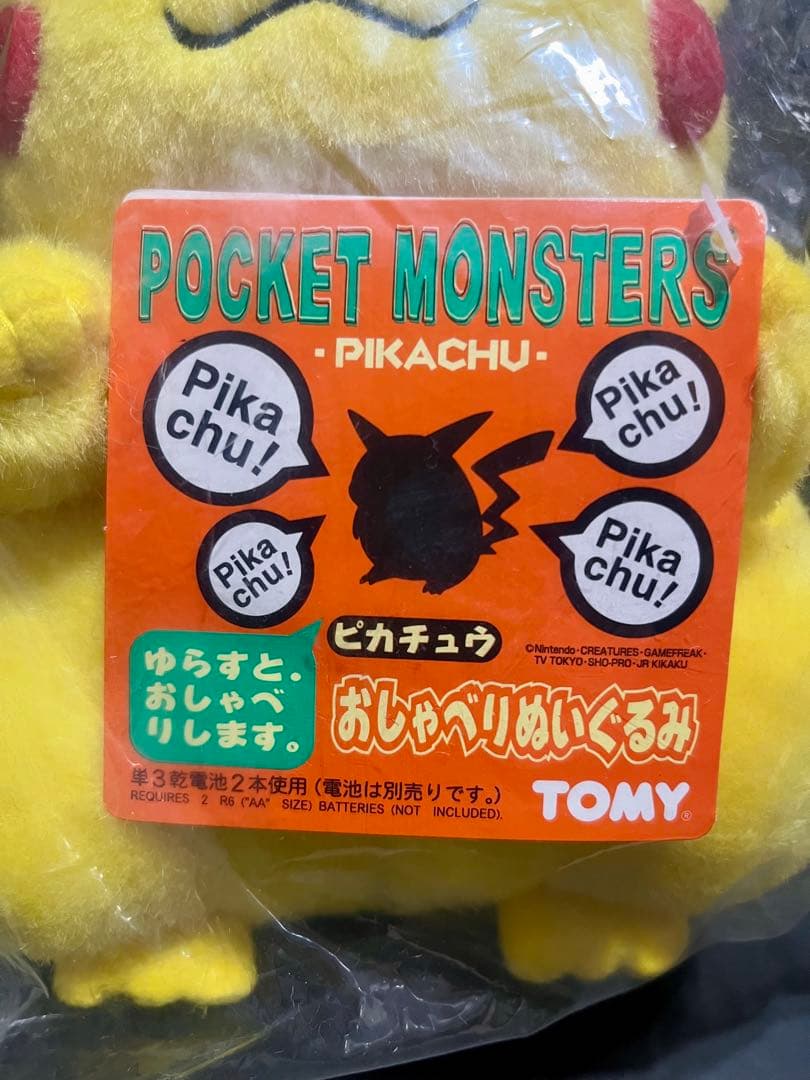 POCKET MONSTERS
·PIKACHU·
Pika
chu!
Pika
chu!
Pika
chu!
Pika
chu!
ピカチュウ
©Nintendo·CREATURES·GAMEFREAK·
TV TOKYO·SHO-PRO·JR KIKAKU
ゆらすと。
おしゃべ
りします。
おしゃべりぬいぐるみ
単3乾電池2本使用(電池は別売りです。)
REQUIRES 2 R6 ("AA" SIZE) BATTERIES (NOT INCLUDED).
TOMY®